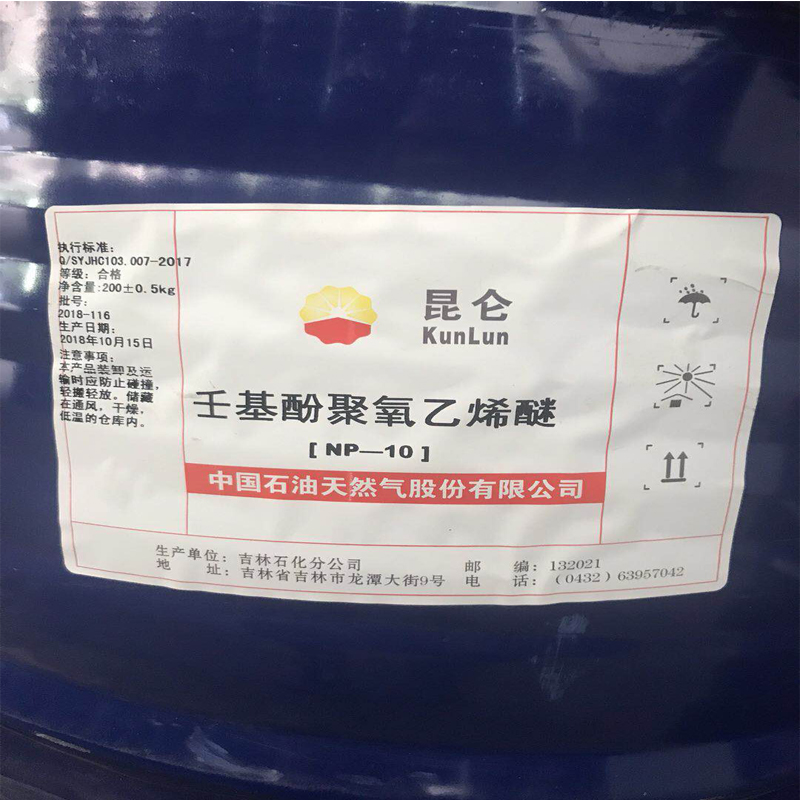 执行标准:
Q/SYJHC103.007-2017
等级: 合格
净含量:200±0.5kg
批号:
2018-116
生产日期:
2018年10月15日
注意事项:
本产品装卸及运
输时应防止碰撞,
轻搬轻放。储藏
在通风,干燥,
低温的仓库内。
昆仑
KunLun
壬基酚聚氧乙烯醚
[ NP—10 ]
中国石油天然气股份有限公司
生产单位: 吉林石化分公司
地 址: 吉林省吉林市龙潭大街9号
邮 编: 132021
电 话: (0432) 63957042